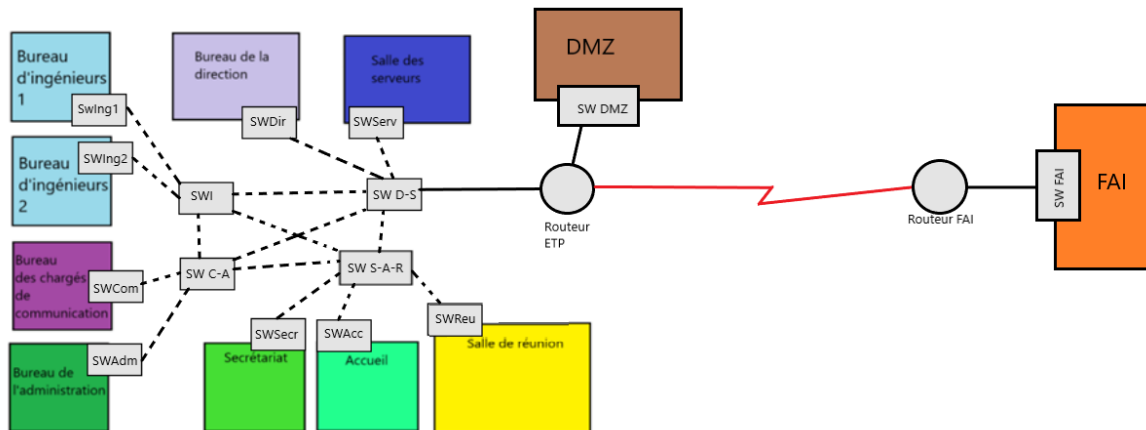 Bureau
d'ingénieurs
1
SwIng1
Bureau de la
direction
SWDir
Salle des
serveurs
SWServ
DMZ
SW DMZ
Bureau
d'ingénieurs
2
SWIng2
SWI
SW D-S
Routeur
ETP
Routeur FAI
SW FAI
FAI
Bureau
des chargés
de
communication
SWCom
SW C-A
SW S-A-R
Bureau de
l'administration
SWAdm
SWSecr
Secrétariat
SWAcc
Accueil
SWReu
Salle de réunion